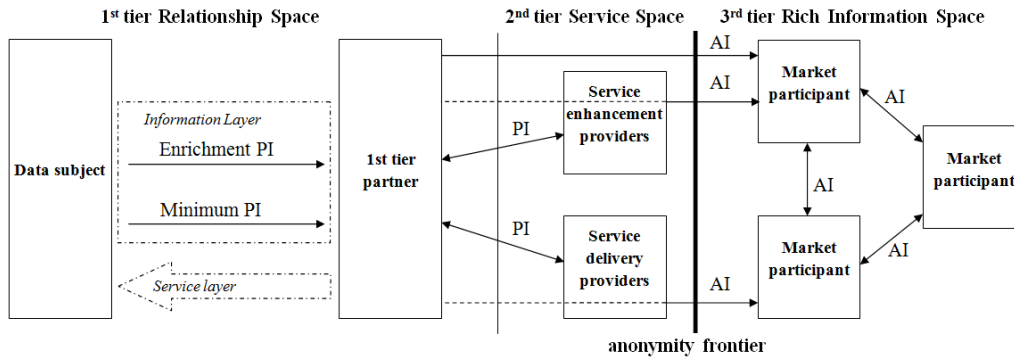 1st tier Relationship Space
2nd tier Service Space
3rd tier Rich Information Space
Data subject
Information Layer
Enrichment PI
Minimum PI
Service layer
1st tier
partner
PI
PI
Service
enhancement
providers
Service
delivery
providers
AI
AI
AI
Market
participant
AI
Market
participant
AI
AI
Market
participant
anonymity frontier